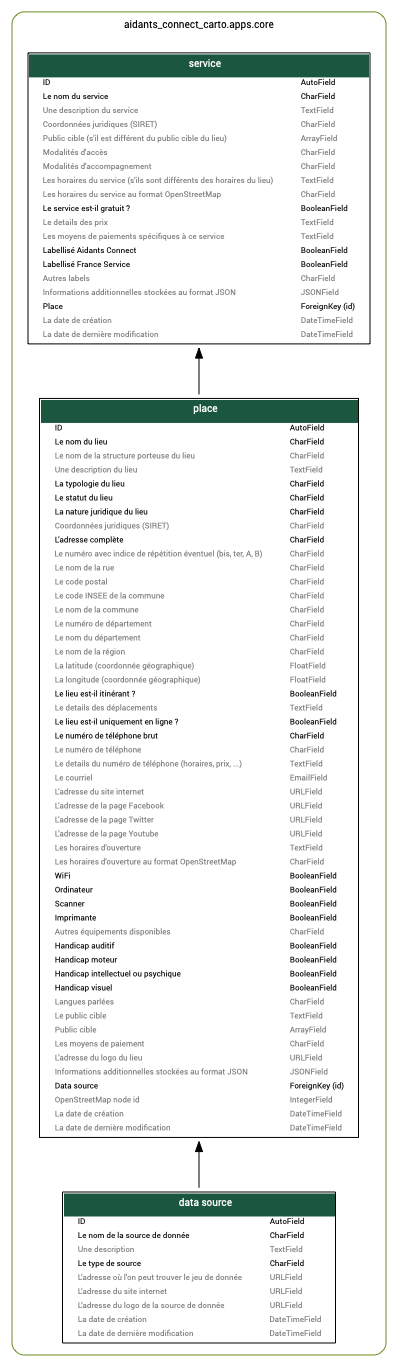 aidants_connect_carto.apps.core
service
ID AutoField
Le nom du service CharField
Une description du service TextField
Coordonnées juridiques (SIRET) CharField
Public cible (s'il est différent du public cible du lieu) ArrayField
Modalités d'accès CharField
Modalités d'accompagnement CharField
Les horaires du service (s'ils sont différents des horaires du lieu) TextField
Les horaires du service au format OpenStreetMap CharField
Le service est-il gratuit ? BooleanField
Le details des prix TextField
Les moyens de paiements spécifiques à ce service TextField
Labellisé Aidants Connect BooleanField
Labellisé France Service BooleanField
Autres labels CharField
Informations additionnelles stockées au format JSON JSONField
Place ForeignKey (id)
La date de création DateTimeField
La date de dernière modification DateTimeField
place
ID AutoField
Le nom du lieu CharField
Le nom de la structure porteuse du lieu CharField
Une description du lieu TextField
La typologie du lieu CharField
Le statut du lieu CharField
La nature juridique du lieu CharField
Coordonnées juridiques (SIRET) CharField
L'adresse complète CharField
Le numéro avec indice de répétition éventuel (bis, ter, A, B) CharField
Le nom de la rue CharField
Le code postal CharField
Le code INSEE de la commune CharField
Le nom de la commune CharField
Le numéro de département CharField
Le nom du département CharField
Le nom de la région CharField
La latitude (coordonnée géographique) FloatField
La longitude (coordonnée géographique) FloatField
Le lieu est-il itinérant ? BooleanField
Le details des déplacements TextField
Le lieu est-il uniquement en ligne ? BooleanField
Le numéro de téléphone brut CharField
Le numéro de téléphone CharField
Le details du numéro de téléphone (horaires, prix, ...) TextField
Le courriel EmailField
L'adresse du site internet URLField
L'adresse de la page Facebook URLField
L'adresse de la page Twitter URLField
L'adresse de la page Youtube URLField
Les horaires d'ouverture TextField
Les horaires d'ouverture au format OpenStreetMap CharField
WiFi BooleanField
Ordinateur BooleanField
Scanner BooleanField
Imprimante BooleanField
Autres équipements disponibles CharField
Handicap auditif BooleanField
Handicap moteur BooleanField
Handicap intellectuel ou psychique BooleanField
Handicap visuel BooleanField
Langues parlées CharField
Le public cible TextField
Public cible ArrayField
Les moyens de paiement CharField
L'adresse du logo du lieu URLField
Informations additionnelles stockées au format JSON JSONField
Data source ForeignKey (id)
OpenStreetMap node id IntegerField
La date de création DateTimeField
La date de dernière modification DateTimeField
data source
ID AutoField
Le nom de la source de donnée CharField
Une description TextField
Le type de source CharField
L'adresse où l'on peut trouver le jeu de donnée URLField
L'adresse du site internet URLField
L'adresse du logo de la source de donnée URLField
La date de création DateTimeField
La date de dernière modification DateTimeField